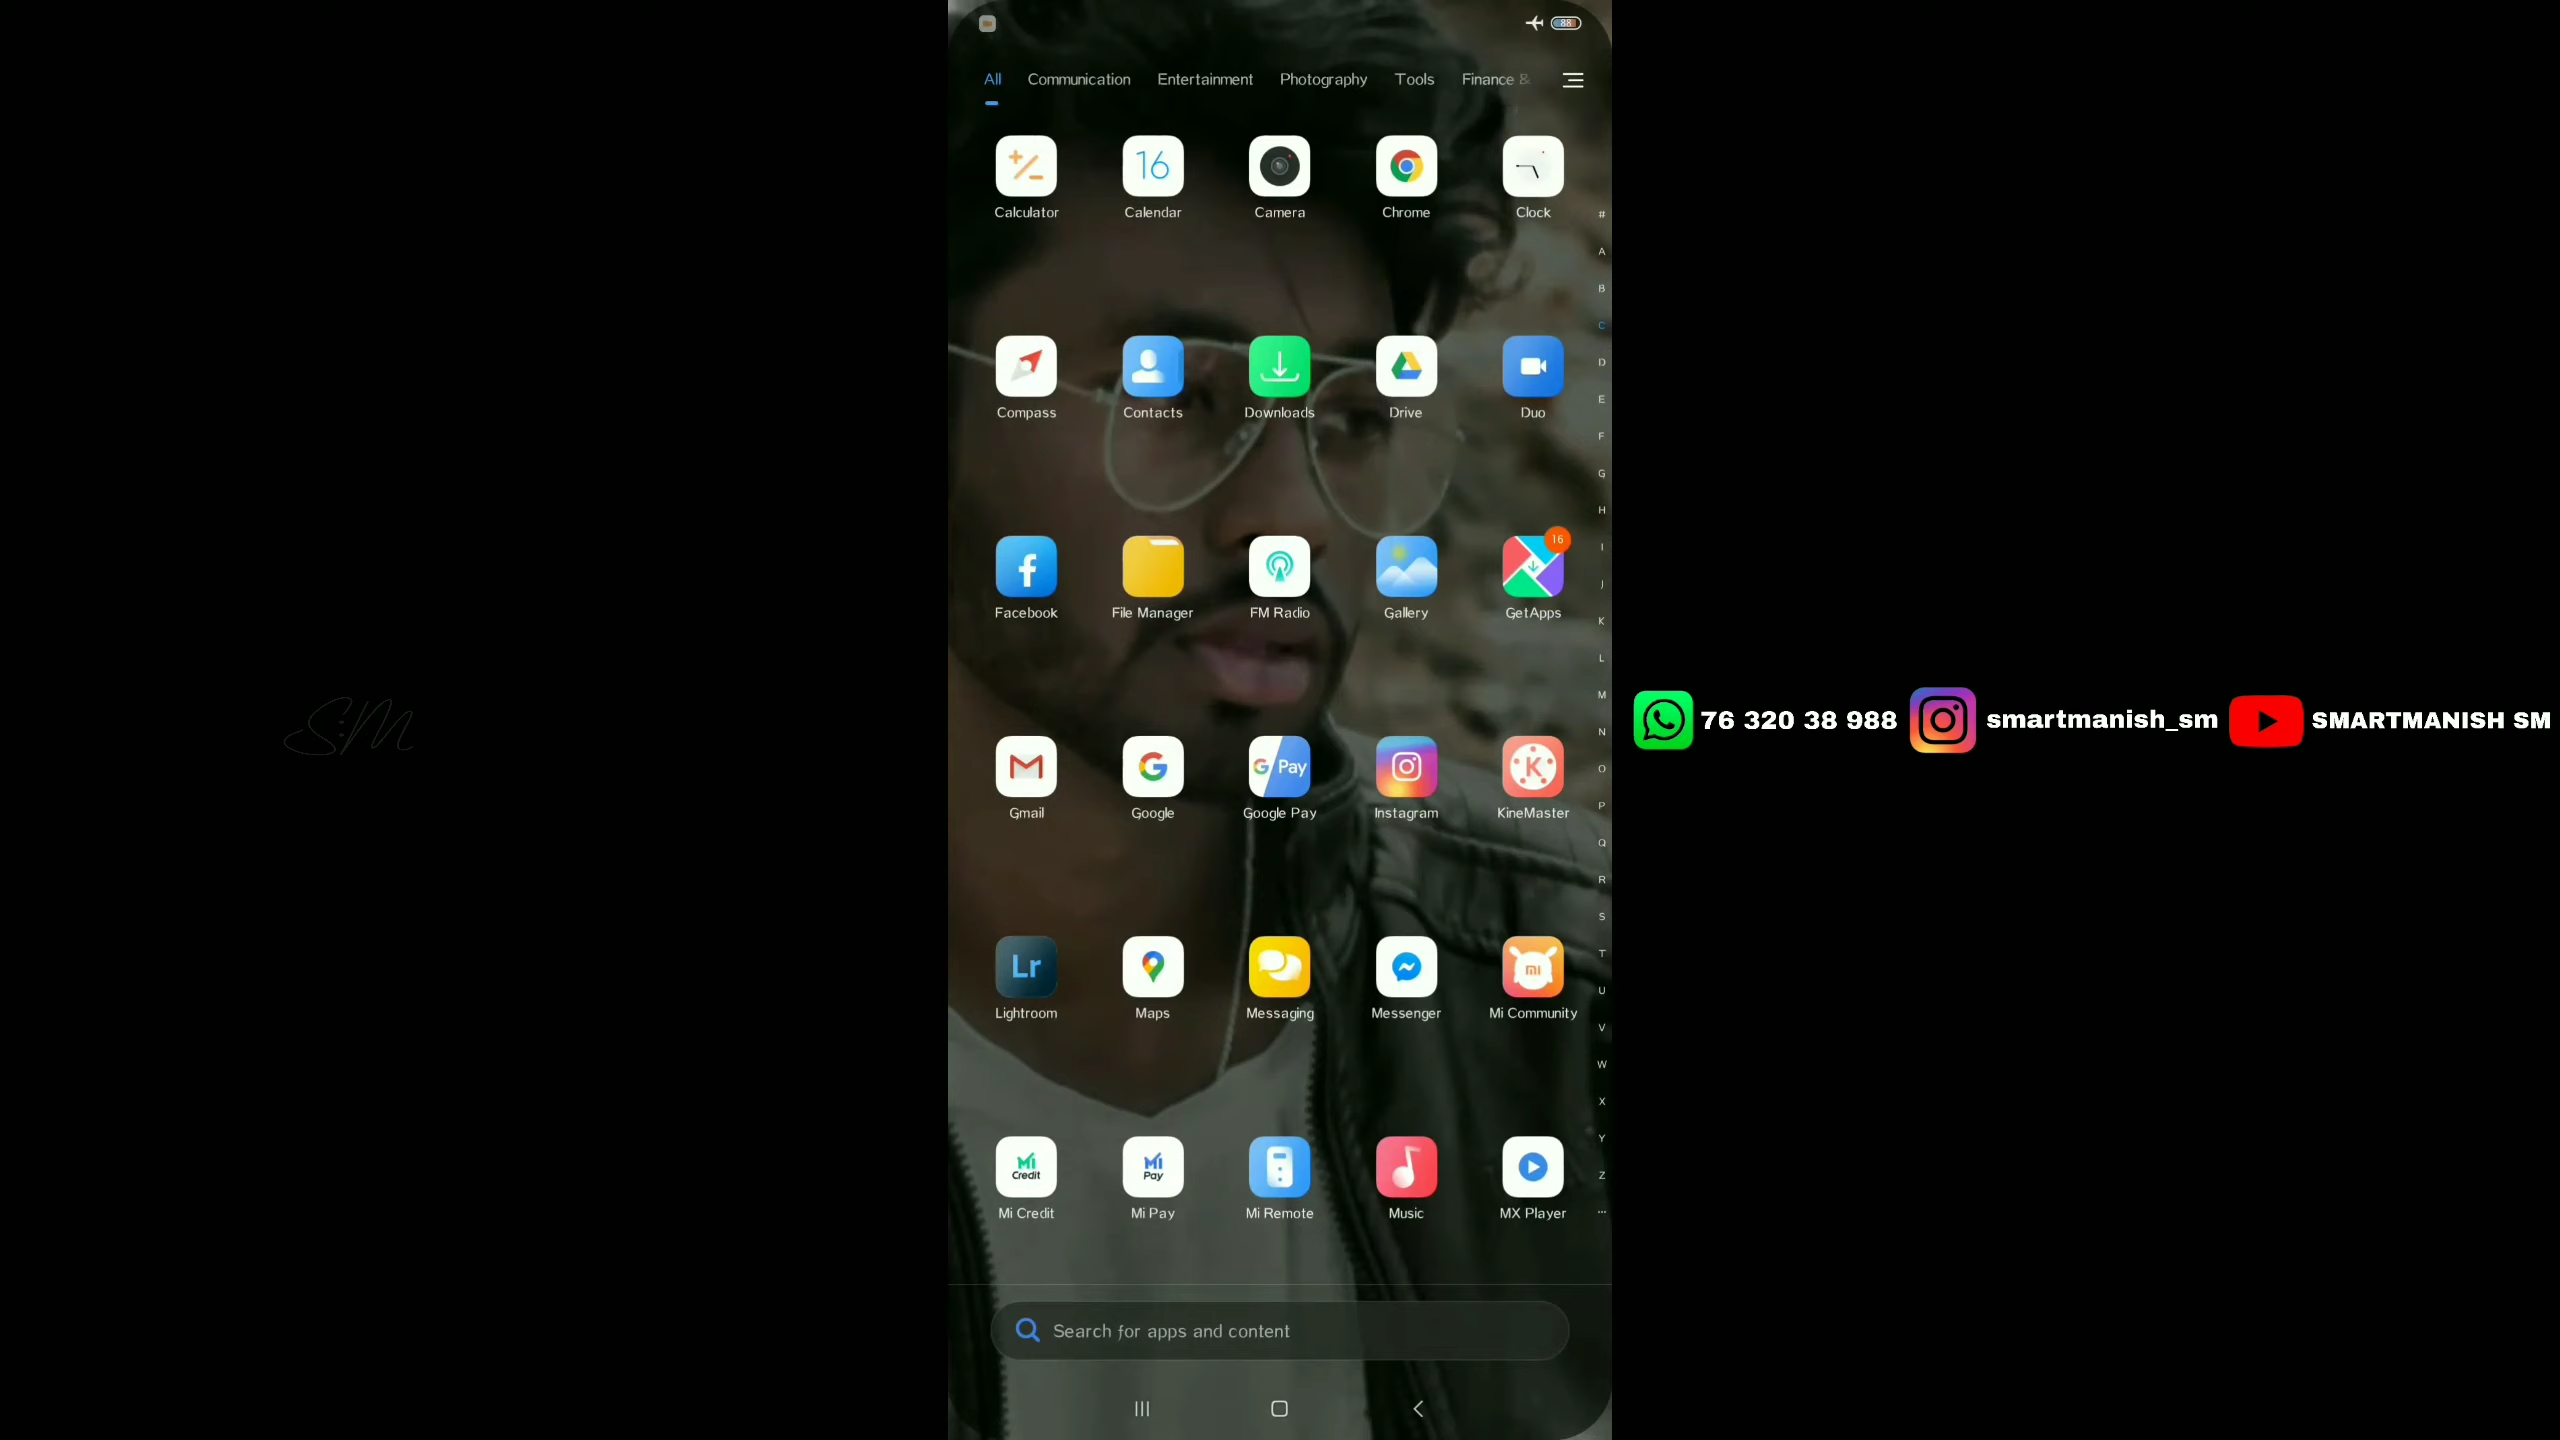 88
All Communication Entertainment Photography Tools Finance &
16
Calculator Calendar Camera Chrome Clock
#
A
B
C
D
E
F
G
H
I
J
K
L
M
N
O
P
Q
R
S
T
U
V
W
X
Y
Z
...
Compass Contacts Downloads Drive Duo
16
Facebook File Manager FM Radio Gallery GetApps
G Pay
K
Gmail Google Google Pay Instagram KineMaster
SM
76 320 38 988 smartmanish_sm SMARTMANISH SM
Lr
mi
Lightroom Maps Messaging Messenger Mi Community
Mi Credit
Mi Pay
Mi Credit Mi Pay Mi Remote Music MX Player
Search for apps and content